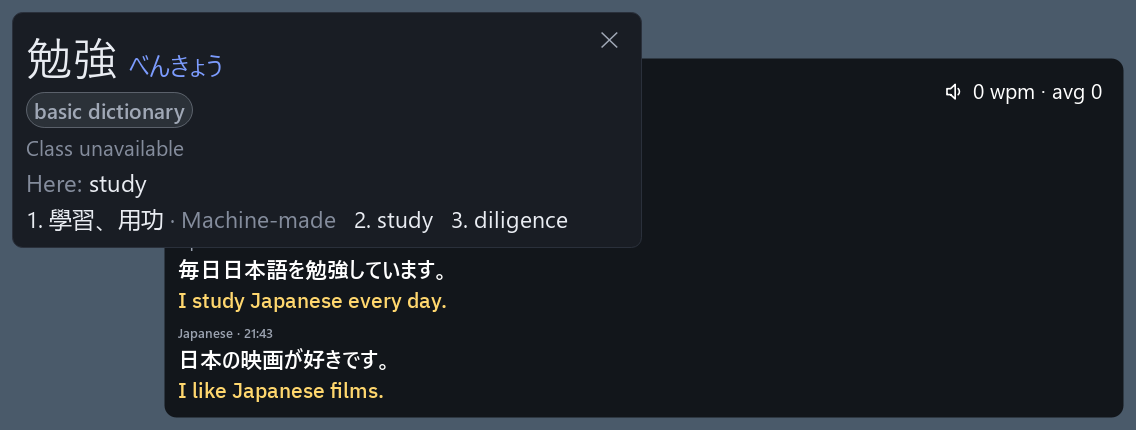 勉強 べんきょう
basic dictionary
Class unavailable
Here: study
1. 學習、用功 · Machine-made 2. study 3. diligence
0 wpm · avg 0
毎日日本語を勉強しています。
I study Japanese every day.
Japanese · 21:43
日本の映画が好きです。
I like Japanese films.